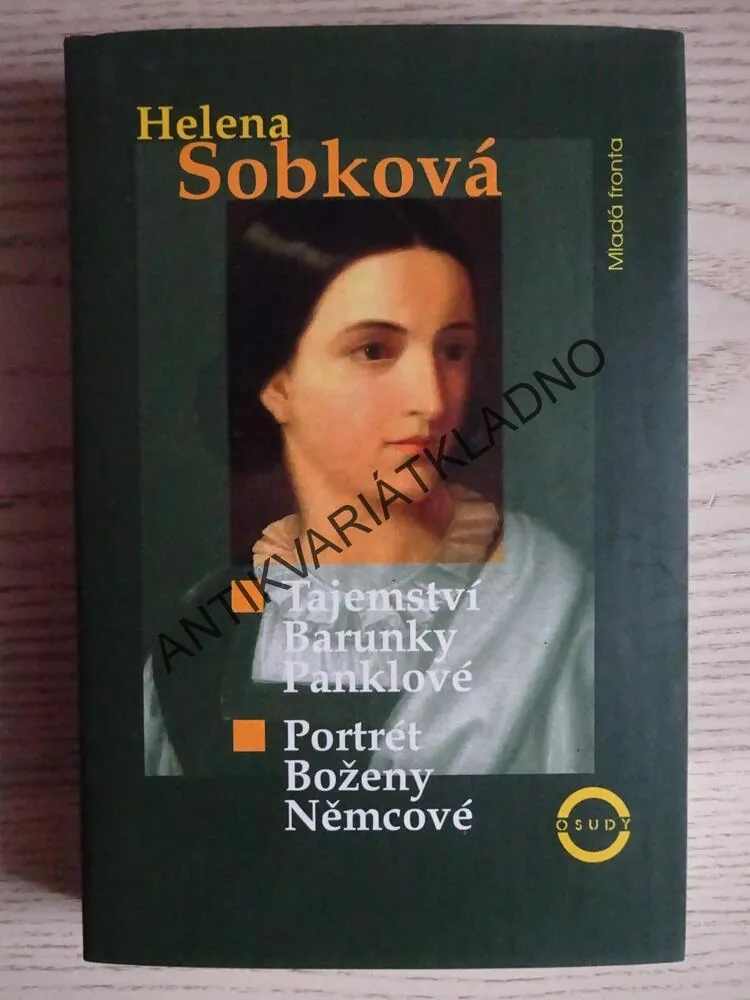 Helena
Sobková
Mladá fronta
ANTIKVARIÁTKLADNO
Tajemství
Barunky
Panklové
Portrét
Boženy
Němcové
OSUDY